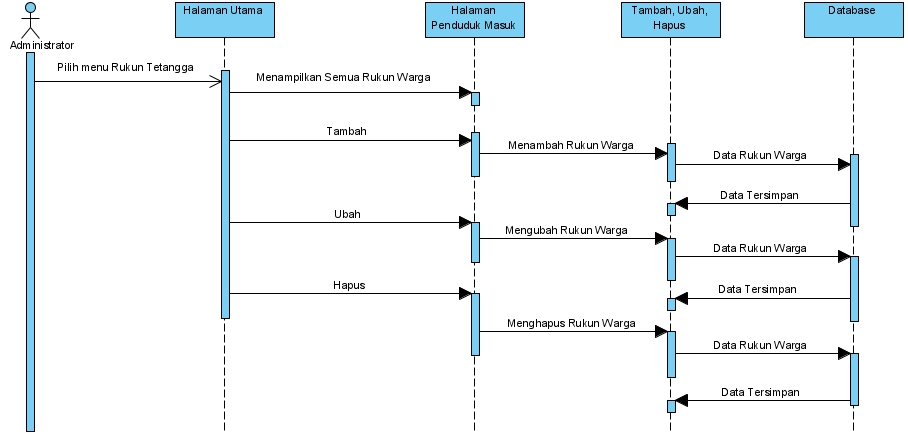 Administrator
Halaman Utama
Halaman
Penduduk Masuk
Tambah, Ubah,
Hapus
Database
Pilih menu Rukun Tetangga
Menampilkan Semua Rukun Warga
Tambah
Menambah Rukun Warga
Data Rukun Warga
Data Tersimpan
Ubah
Mengubah Rukun Warga
Data Rukun Warga
Data Tersimpan
Hapus
Menghapus Rukun Warga
Data Rukun Warga
Data Tersimpan